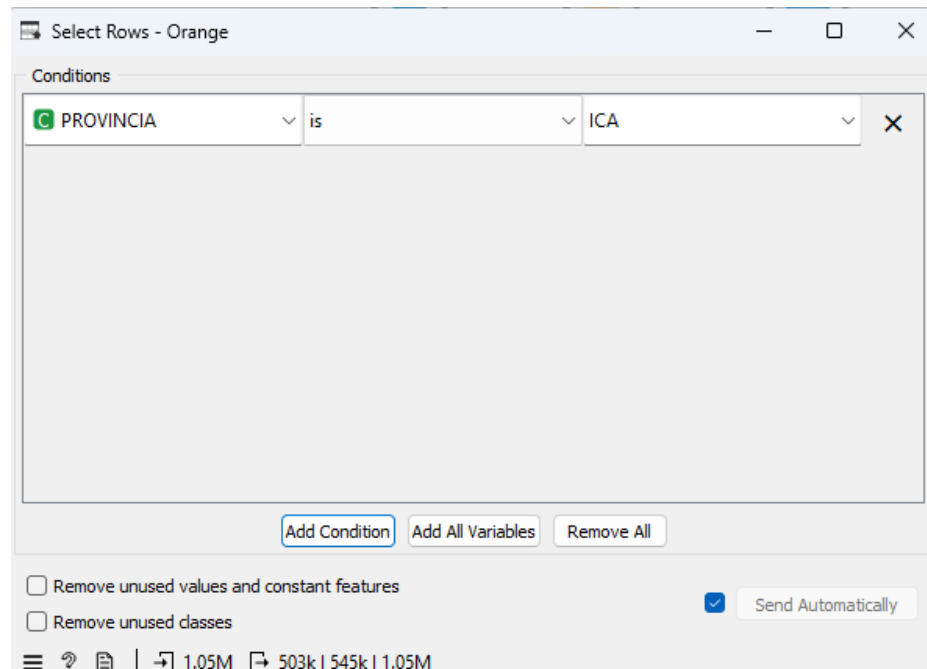 Select Rows - Orange
Conditions
C PROVINCIA is ICA
Add Condition Add All Variables Remove All
Remove unused values and constant features
Send Automatically
Remove unused classes
1.05M 503k | 545k | 1.05M